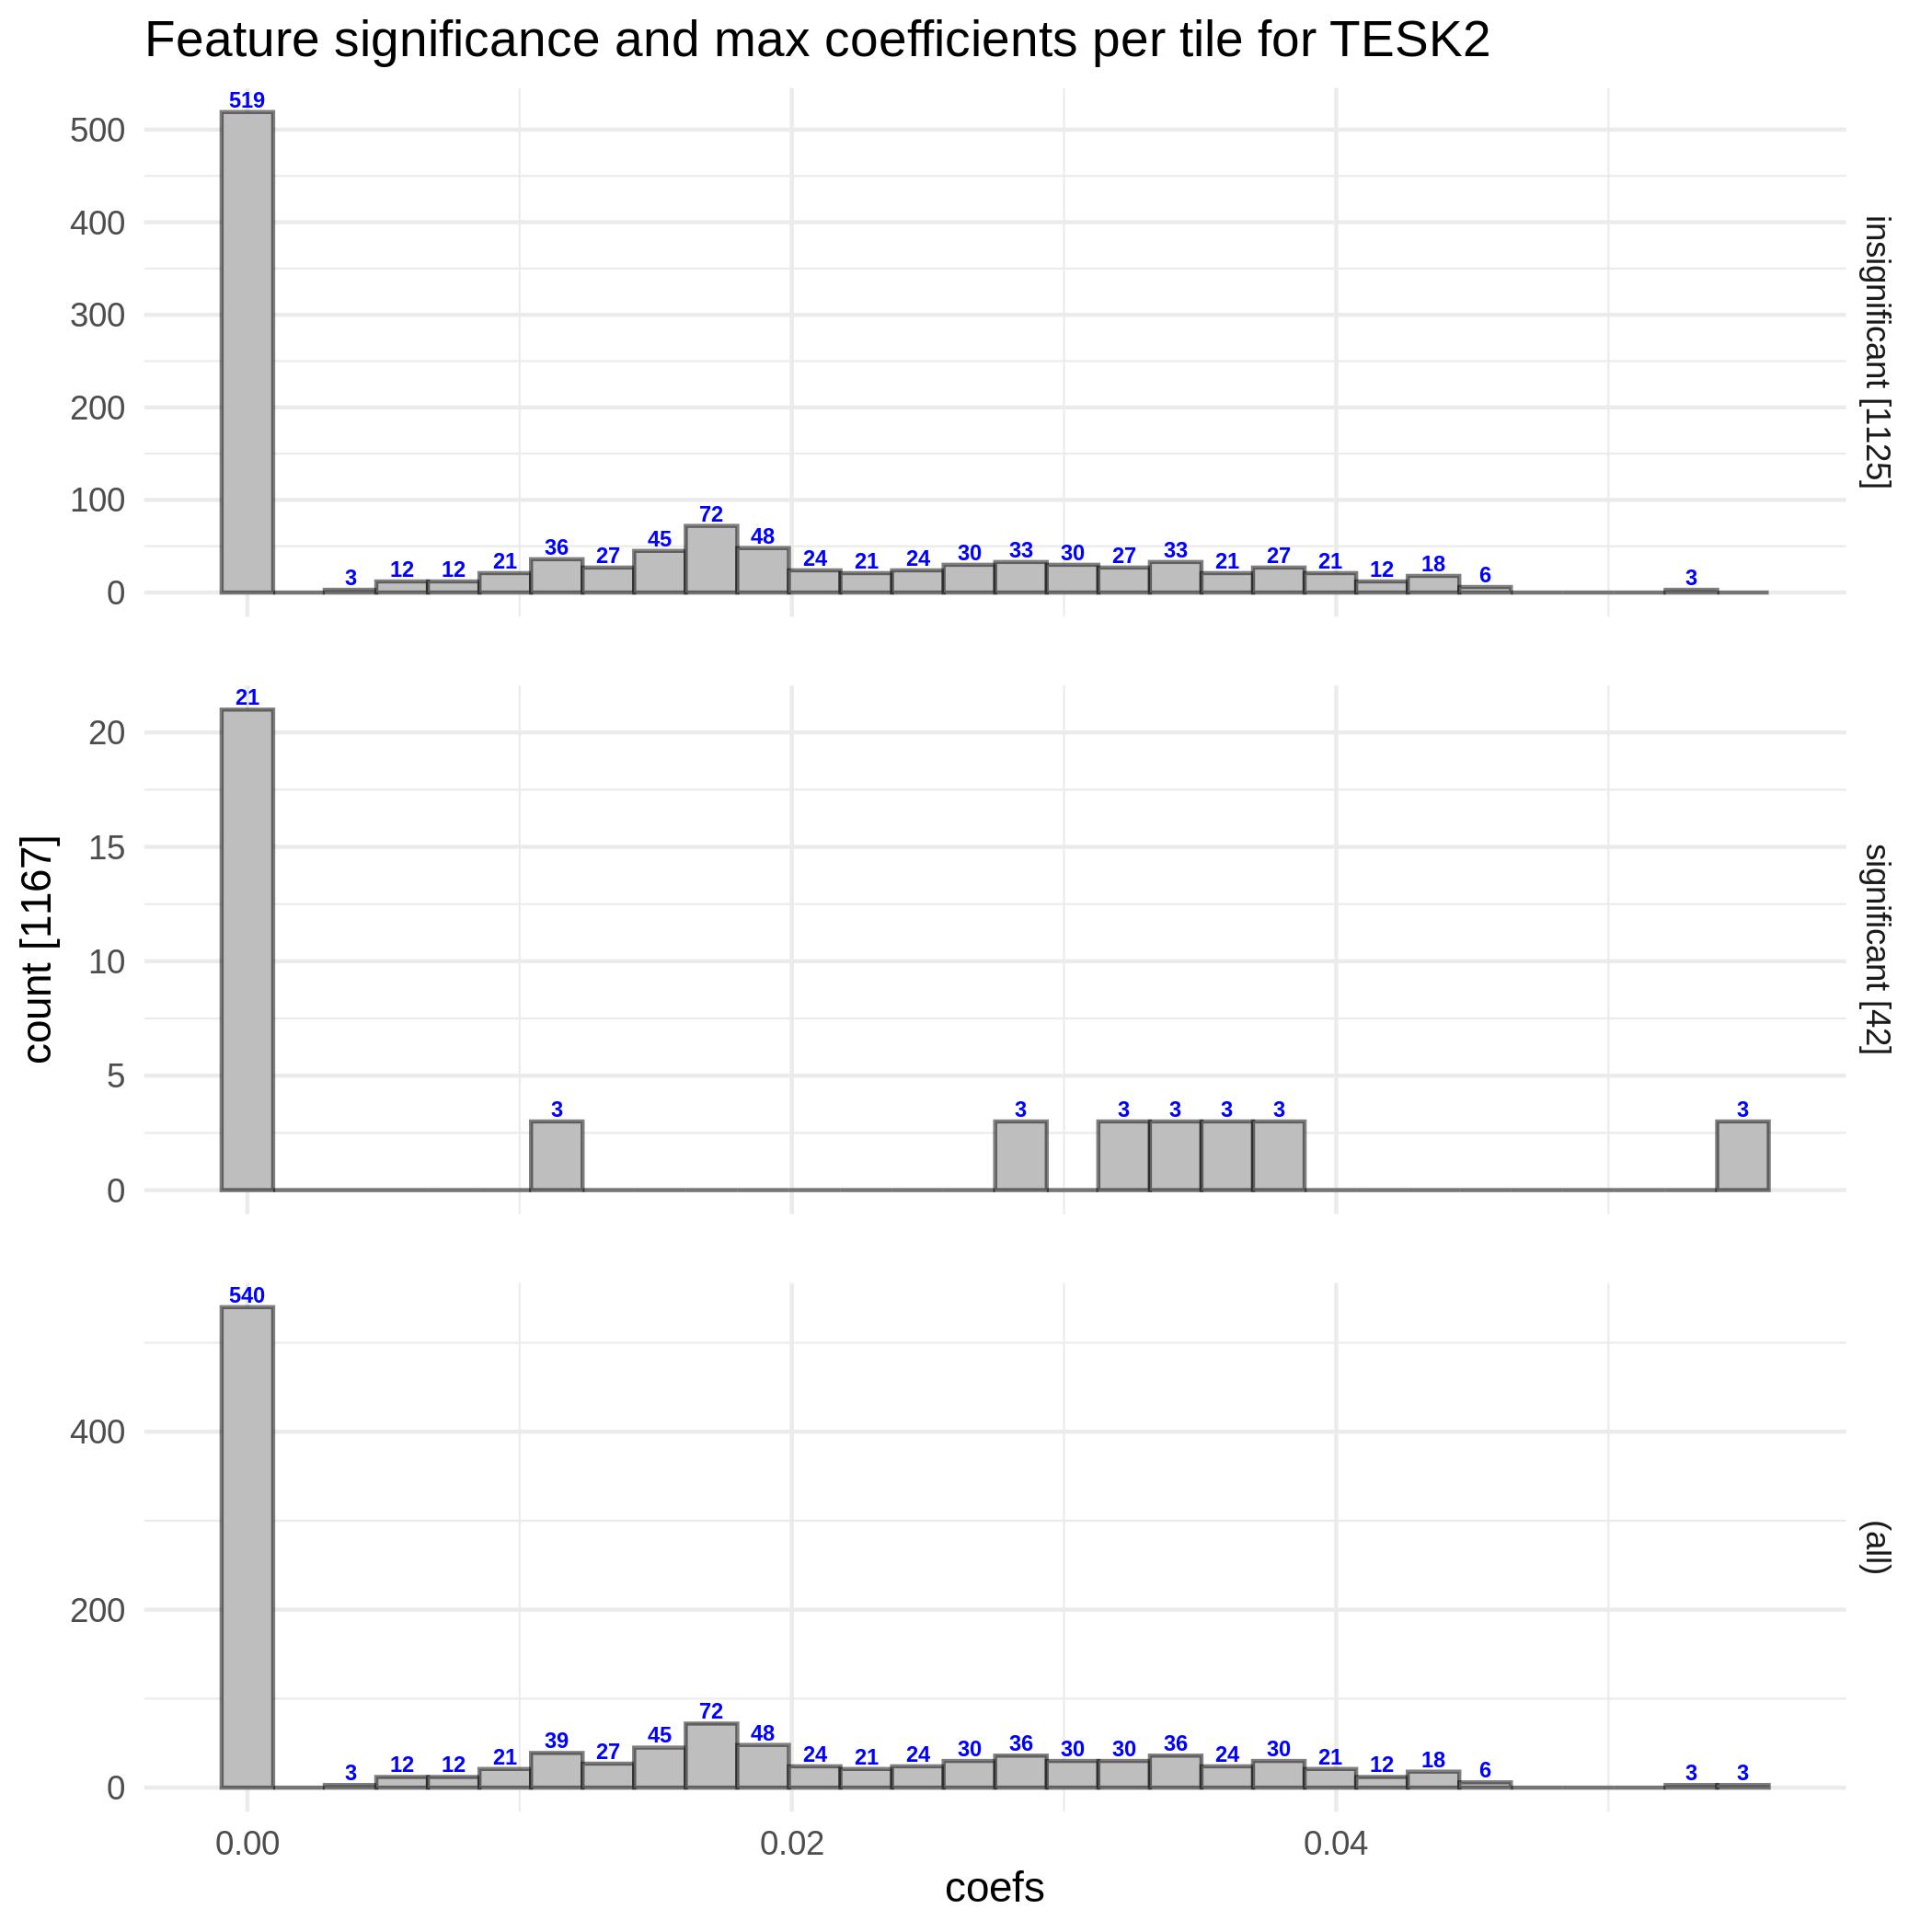 Feature significance and max coefficients per tile for TESK2
519
500
400
300
200
100
0
3 12 12 21 36 27 45 72 48 24 21 24 30 33 30 27 33 21 27 21 12 18 6 3
insignificant [1125]
21
20
15
10
5
0
3 3 3 3 3 3 3
significant [42]
count [1167]
540
400
200
0
3 12 12 21 39 27 45 72 48 24 21 24 30 36 30 30 36 24 30 21 12 18 6 3 3
(all)
0.00 0.02 0.04
coefs